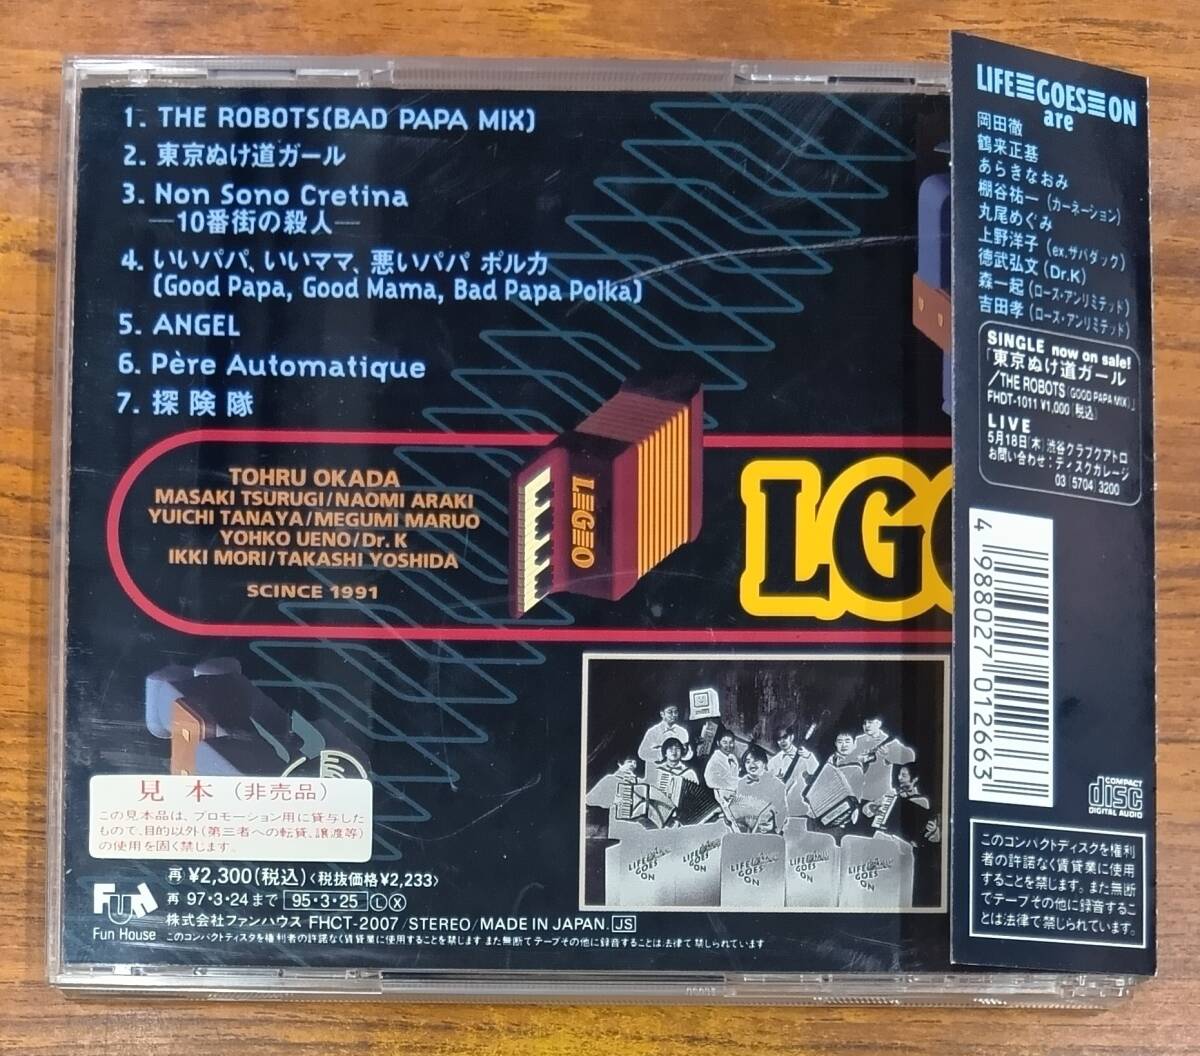 1. THE ROBOTS(BAD PAPA MIX)
2. 東京ぬけ道ガール
3. Non Sono Cretina
—10番街の殺人—
4. いいパパ、いいママ、悪いパパ ポルカ
(Good Papa, Good Mama, Bad Papa Polka)
5. ANGEL
6. Père Automatique
7. 探険隊
TOHRU OKADA
MASAKI TSURUGI/NAOMI ARAKI
YUICHI TANAYA/MEGUMI MARUO
YOHKO UENO/Dr. K
IKKI MORI/TAKASHI YOSHIDA
SCINCE 1991
LEGEO
LGO
LIFE GOES ON
LIFE GOES ON
LIFE GOES ON
LIFE GOES ON
LIFE GOES ON
見本(非売品)
この見本品は、プロモーション用に貸与した
もので、目的以外(第三者への転貸、譲渡等)
の使用を固く禁じます。
Fun House
再 ¥2,300(税込)〈税抜価格¥2,233〉
再 97・3・24まで 95・3・25 Ⓛ Ⓧ
株式会社ファンハウス FHCT-2007/STEREO/MADE IN JAPAN. JS
このコンパクトディスクを権利者の許諾なく賃貸業に使用することを禁じます また無断でテープその他に録音することは法律で禁じられています
LIFE GOES ON
are
岡田徹
鶴来正基
あらきなおみ
棚谷祐一(カーネーション)
丸尾めぐみ
上野洋子(ex.ザバダック)
徳武弘文(Dr.K)
森一起(ローズ・アンリミテッド)
吉田孝(ローズ・アンリミテッド)
SINGLE now on sale!
「東京ぬけ道ガール
/THE ROBOTS(GOOD PAPA MIX)」
FHDT-1011 ¥1,000(税込)
LIVE
5月18日[木]渋谷クラブクアトロ
お問い合わせ:ディスクガレージ
03[5704]3200
4 988027 012663
COMPACT disc DIGITAL AUDIO
このコンパクトディスクを権利
者の許諾なく賃貸業に使用
することを禁じます。また無断
でテープその他に録音するこ
とは法律で禁じられています。